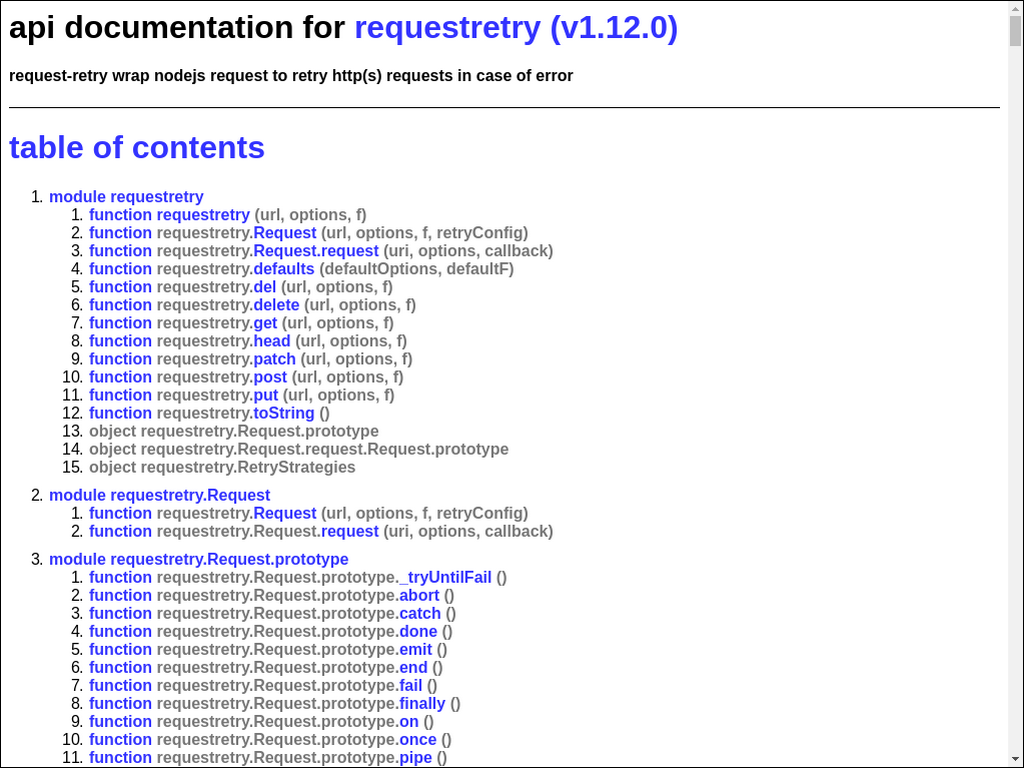 api documentation for requestretry (v1.12.0)
request-retry wrap nodejs request to retry http(s) requests in case of error
table of contents
1. module requestretry
1. function requestretry (url, options, f)
2. function requestretry.Request (url, options, f, retryConfig)
3. function requestretry.Request.request (uri, options, callback)
4. function requestretry.defaults (defaultOptions, defaultF)
5. function requestretry.del (url, options, f)
6. function requestretry.delete (url, options, f)
7. function requestretry.get (url, options, f)
8. function requestretry.head (url, options, f)
9. function requestretry.patch (url, options, f)
10. function requestretry.post (url, options, f)
11. function requestretry.put (url, options, f)
12. function requestretry.toString ()
13. object requestretry.Request.prototype
14. object requestretry.Request.request.Request.prototype
15. object requestretry.RetryStrategies
2. module requestretry.Request
1. function requestretry.Request (url, options, f, retryConfig)
2. function requestretry.Request.request (uri, options, callback)
3. module requestretry.Request.prototype
1. function requestretry.Request.prototype._tryUntilFail ()
2. function requestretry.Request.prototype.abort ()
3. function requestretry.Request.prototype.catch ()
4. function requestretry.Request.prototype.done ()
5. function requestretry.Request.prototype.emit ()
6. function requestretry.Request.prototype.end ()
7. function requestretry.Request.prototype.fail ()
8. function requestretry.Request.prototype.finally ()
9. function requestretry.Request.prototype.on ()
10. function requestretry.Request.prototype.once ()
11. function requestretry.Request.prototype.pipe ()